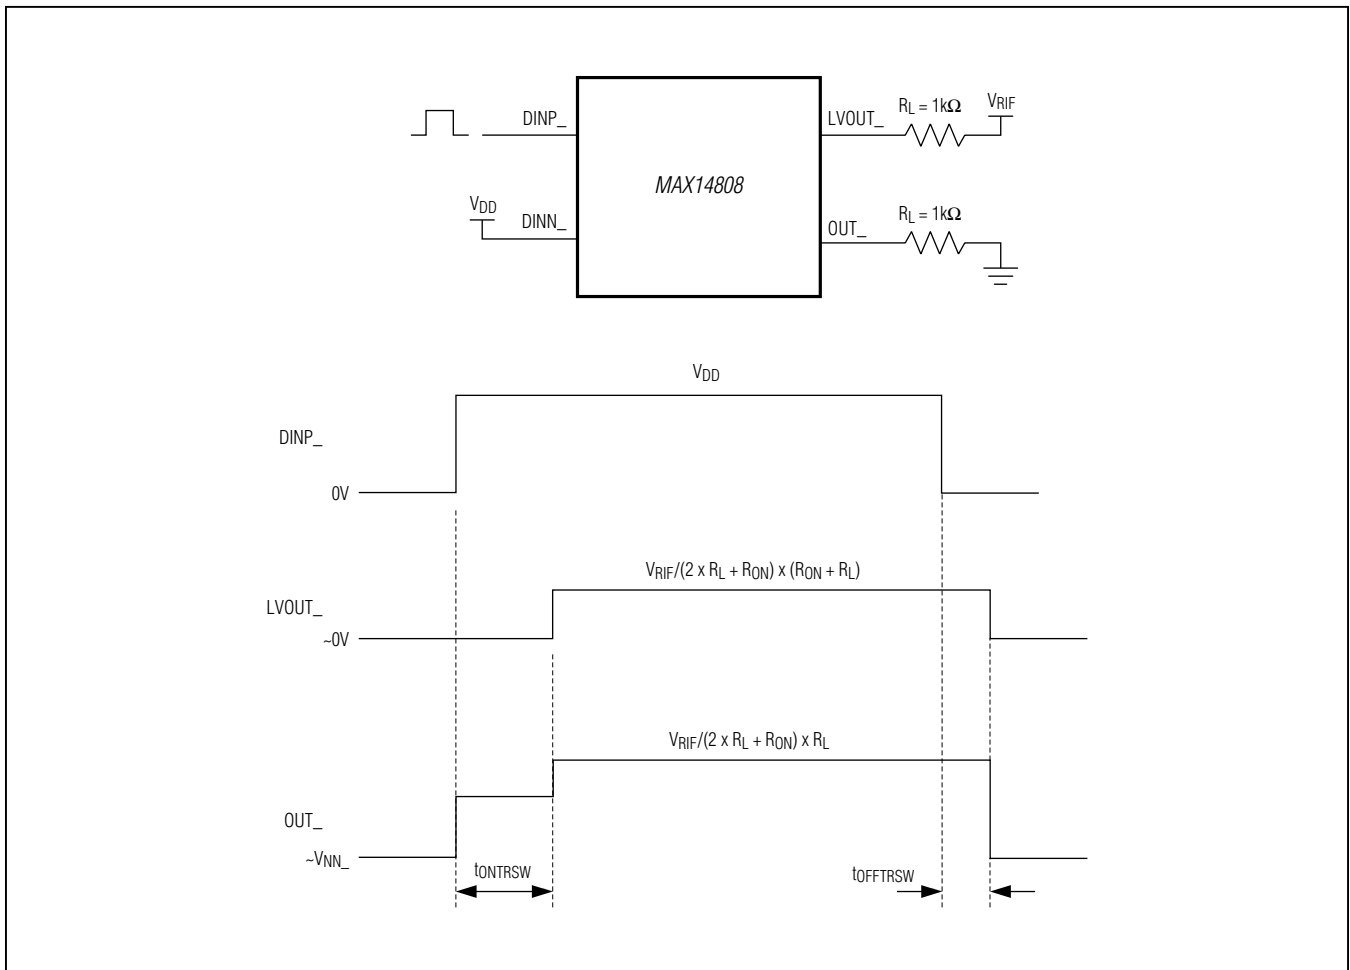 DINP_
LVOUT_
RL = 1kΩ
VRIF
MAX14808
VDD
DINN_
OUT_
RL = 1kΩ
VDD
DINP_
0V
VRIF/(2 x RL + RON) x (RON + RL)
LVOUT_
~0V
VRIF/(2 x RL + RON) x RL
OUT_
~VNN_
tONTRSW
tOFFTRSW